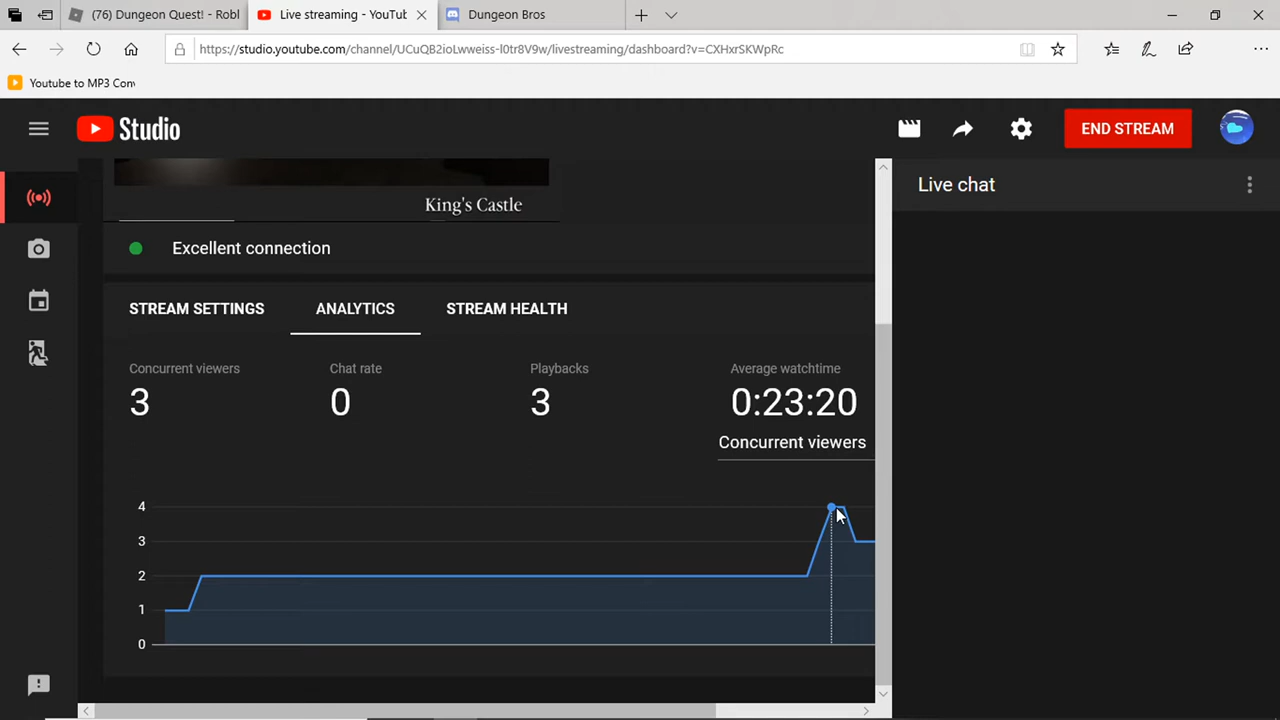 (76) Dungeon Quest! - Robl
Live streaming - YouTub
Dungeon Bros
https://studio.youtube.com/channel/UCuQB2ioLwweiss-l0tr8V9w/livestreaming/dashboard?v=CXHxrSKWpRc
Youtube to MP3 Conv
Studio
END STREAM
Live chat
King's Castle
Excellent connection
STREAM SETTINGS
ANALYTICS
STREAM HEALTH
Concurrent viewers
Chat rate
Playbacks
Average watchtime
3
0
3
0:23:20
Concurrent viewers
4
3
2
1
0